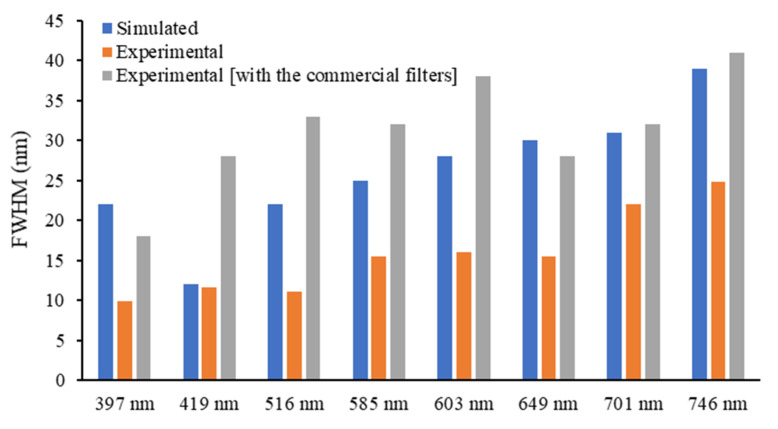 45
40
35
30
25
20
15
10
5
0
FWHM (nm)
Simulated
Experimental
Experimental [with the commercial filters]
397 nm 419 nm 516 nm 585 nm 603 nm 649 nm 701 nm 746 nm